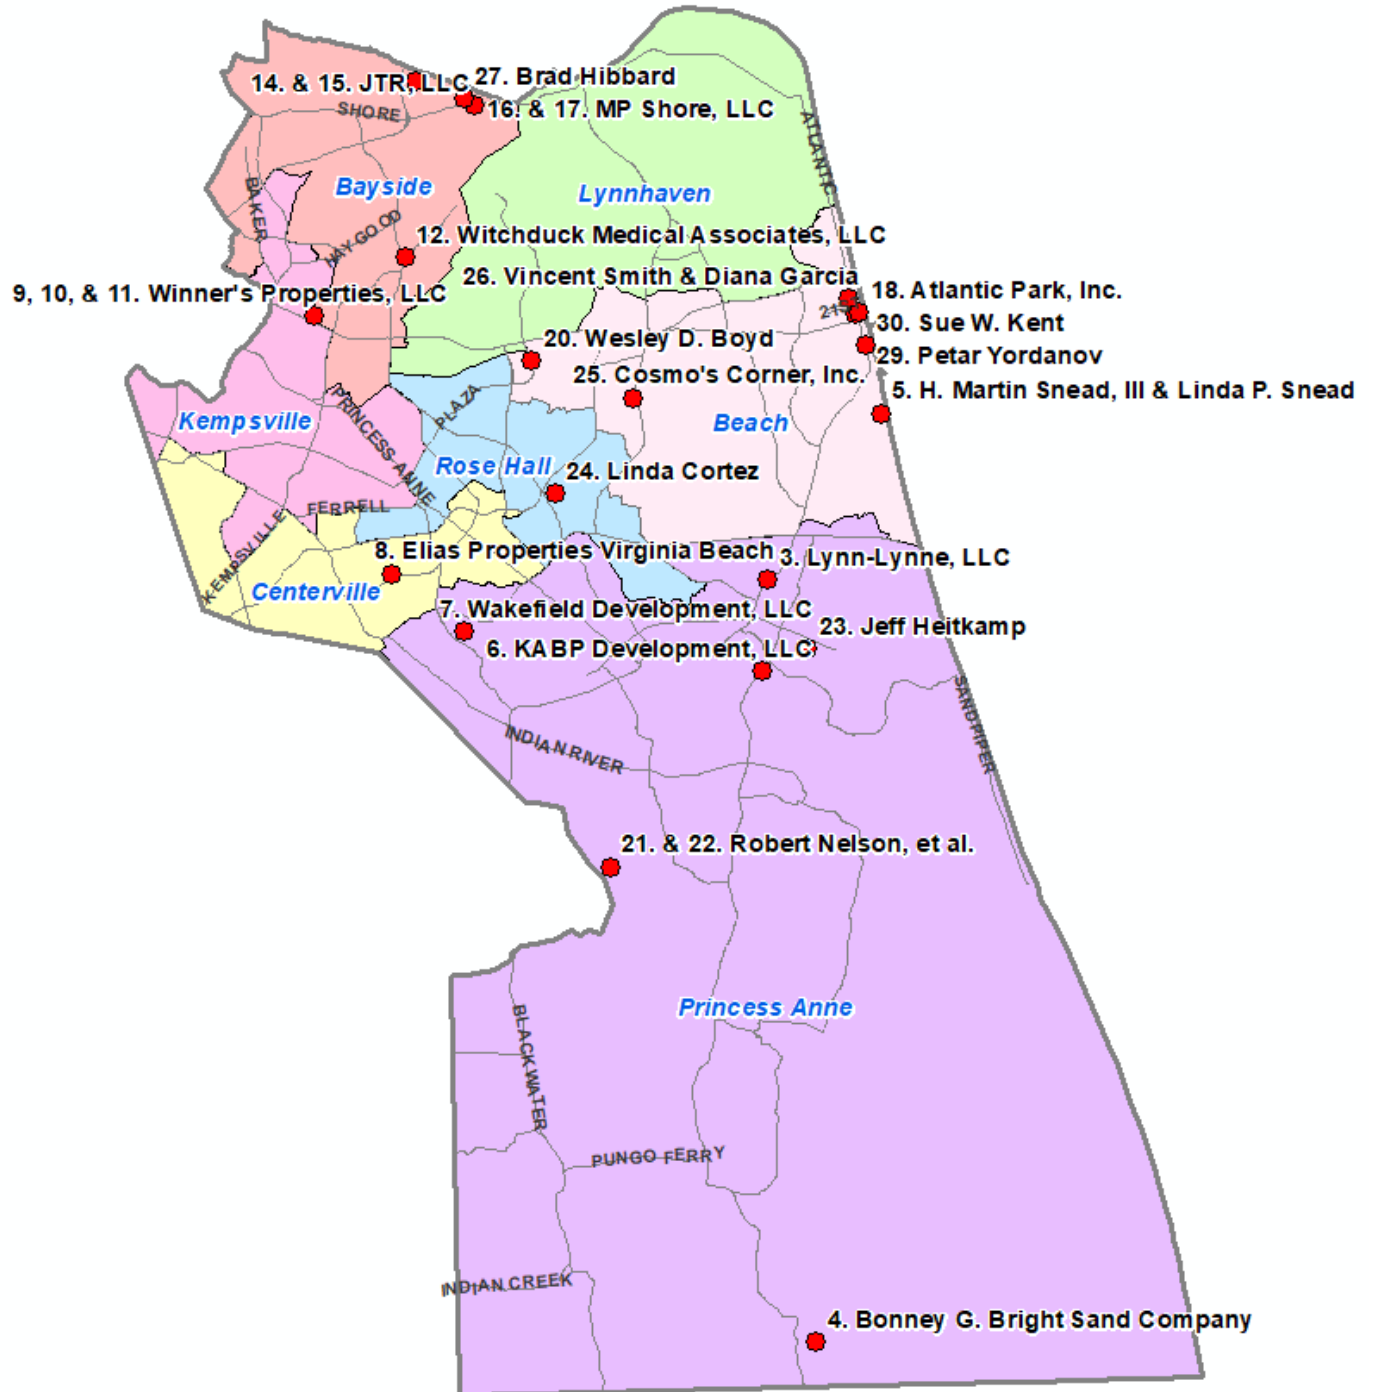 27. Brad Hibbard
14. & 15. JTR, LLC
16. & 17. MP Shore, LLC
SHORE
ATLANTIC
Bayside
Lynnhaven
BAKER
HAYGOOD
12. Witchduck Medical Associates, LLC
26. Vincent Smith & Diana Garcia
9, 10, & 11. Winner's Properties, LLC
18. Atlantic Park, Inc.
30. Sue W. Kent
20. Wesley D. Boyd
29. Petar Yordanov
25. Cosmo's Corner, Inc.
5. H. Martin Snead, III & Linda P. Snead
PLAZA
Kempsville
Beach
PRINCESS ANNE
Rose Hall
24. Linda Cortez
FERRELL
KEMPSVILLE
8. Elias Properties Virginia Beach
3. Lynn-Lynne, LLC
Centerville
7. Wakefield Development, LLC
23. Jeff Heitkamp
6. KABP Development, LLC
SANDPIPER
INDIAN RIVER
21. & 22. Robert Nelson, et al.
Princess Anne
BLACKWATER
PUNGO FERRY
INDIAN CREEK
4. Bonney G. Bright Sand Company